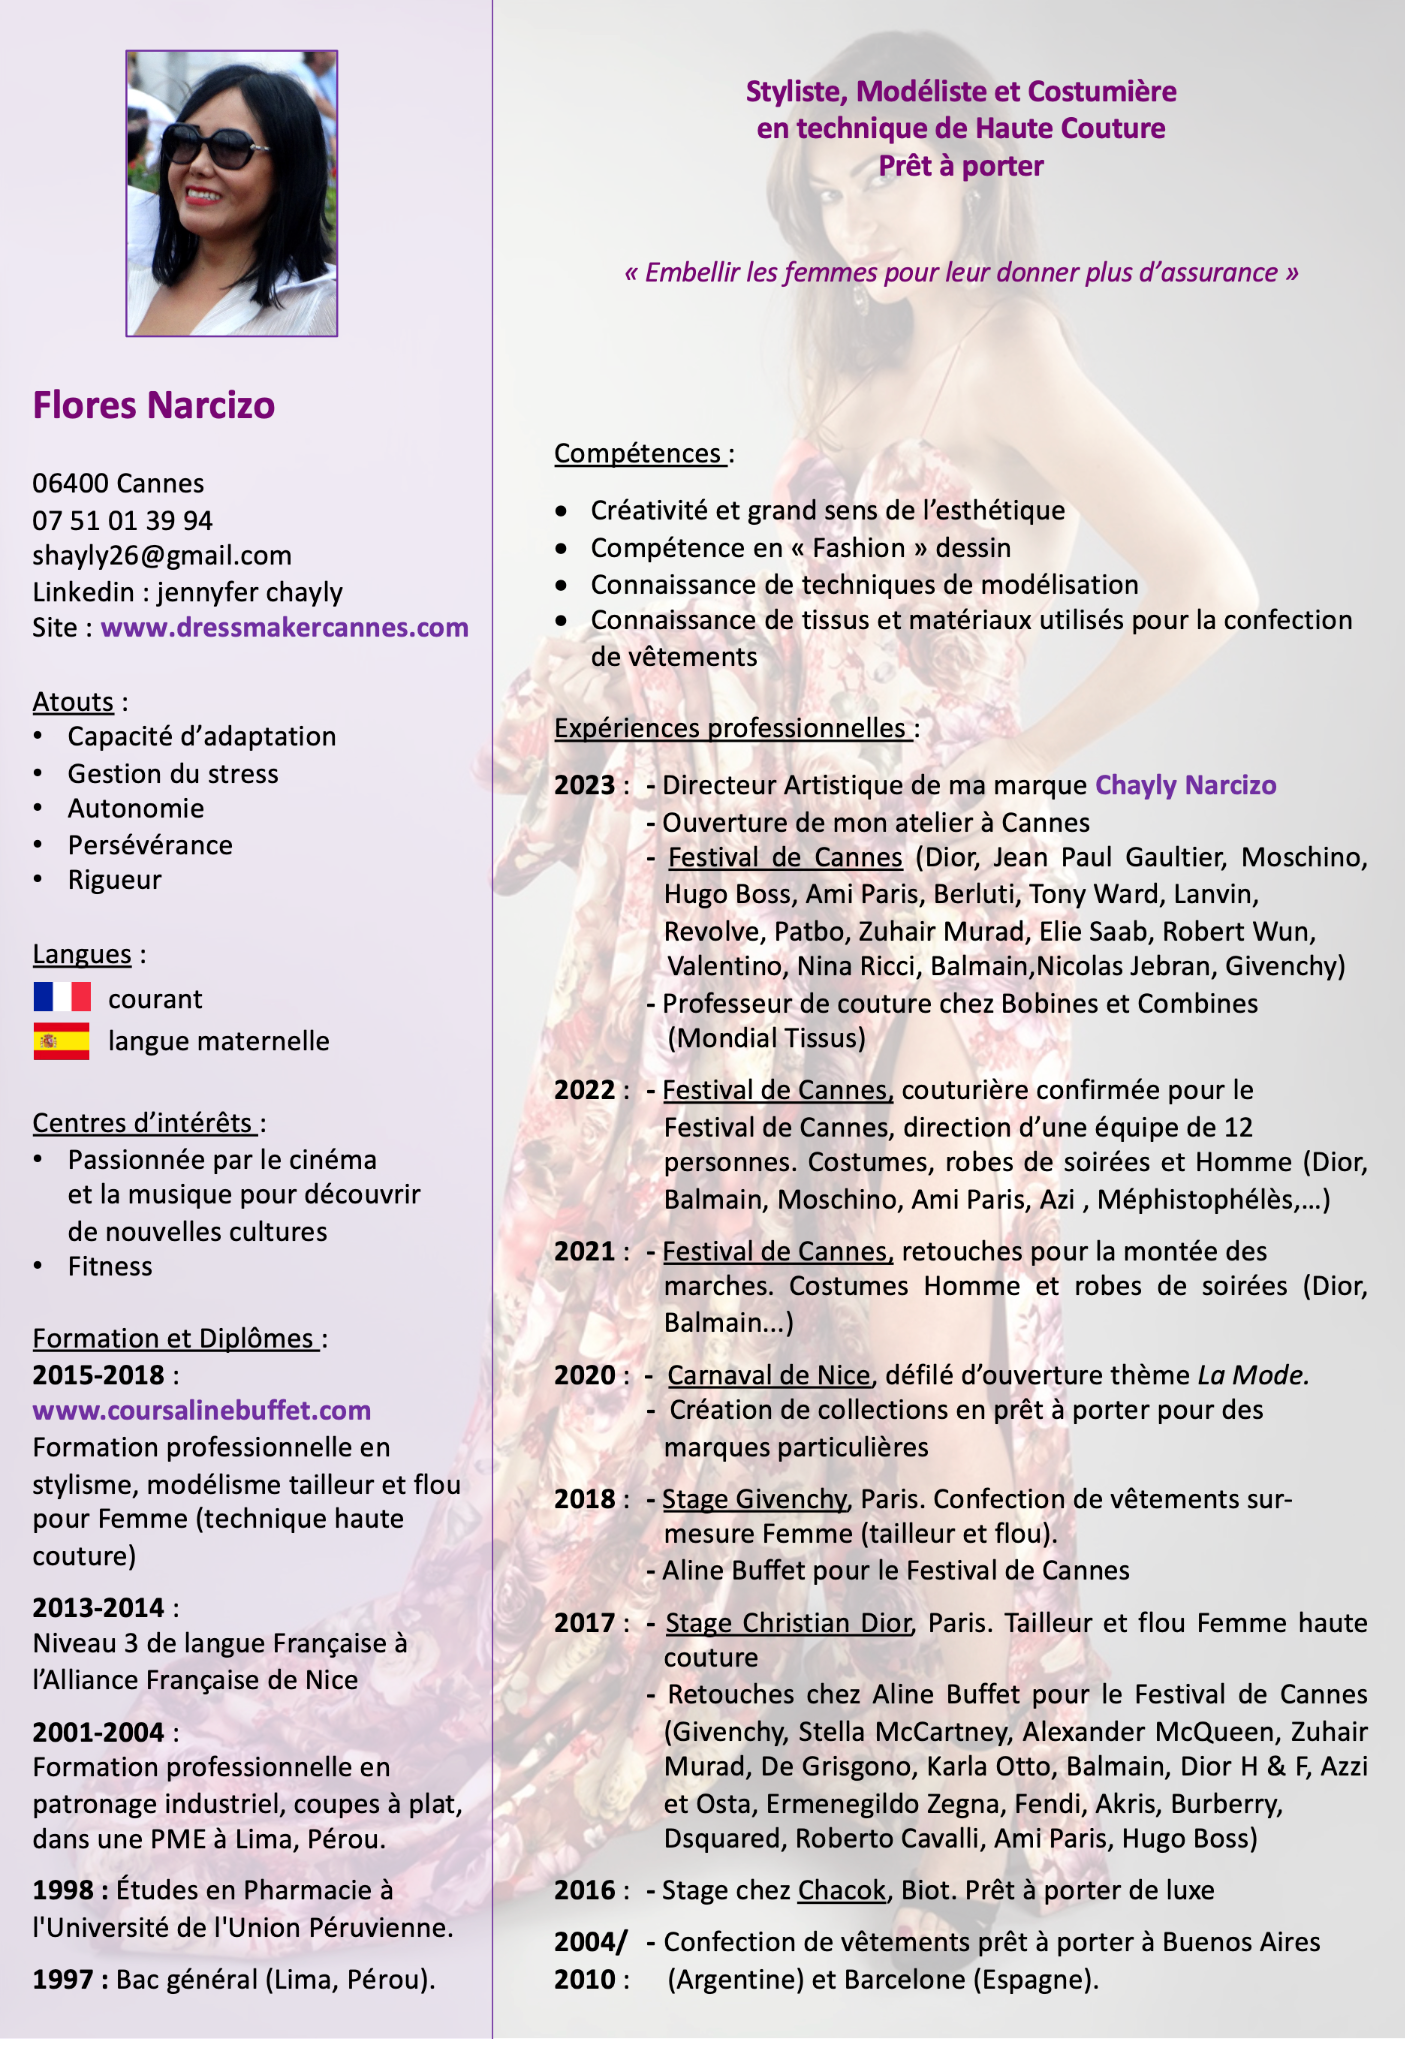 Flores Narcizo
06400 Cannes
07 51 01 39 94
shayly26@gmail.com
Linkedin : jennyfer chayly
Site : www.dressmakercannes.com
Atouts :
• Capacité d’adaptation
• Gestion du stress
• Autonomie
• Persévérance
• Rigueur
Langues :
courant
langue maternelle
Centres d’intérêts :
• Passionnée par le cinéma
et la musique pour découvrir
de nouvelles cultures
• Fitness
Formation et Diplômes :
2015-2018 :
www.coursalinebuffet.com
Formation professionnelle en
stylisme, modélisme tailleur et flou
pour Femme (technique haute
couture)
2013-2014 :
Niveau 3 de langue Française à
l’Alliance Française de Nice
2001-2004 :
Formation professionnelle en
patronage industriel, coupes à plat,
dans une PME à Lima, Pérou.
1998 : Études en Pharmacie à
l'Université de l'Union Péruvienne.
1997 : Bac général (Lima, Pérou).
Styliste, Modéliste et Costumière
en technique de Haute Couture
Prêt à porter
« Embellir les femmes pour leur donner plus d’assurance »
Compétences :
• Créativité et grand sens de l’esthétique
• Compétence en « Fashion » dessin
• Connaissance de techniques de modélisation
• Connaissance de tissus et matériaux utilisés pour la confection
de vêtements
Expériences professionnelles :
2023 : - Directeur Artistique de ma marque Chayly Narcizo
- Ouverture de mon atelier à Cannes
- Festival de Cannes (Dior, Jean Paul Gaultier, Moschino,
Hugo Boss, Ami Paris, Berluti, Tony Ward, Lanvin,
Revolve, Patbo, Zuhair Murad, Elie Saab, Robert Wun,
Valentino, Nina Ricci, Balmain,Nicolas Jebran, Givenchy)
- Professeur de couture chez Bobines et Combines
(Mondial Tissus)
2022 : - Festival de Cannes, couturière confirmée pour le
Festival de Cannes, direction d’une équipe de 12
personnes. Costumes, robes de soirées et Homme (Dior,
Balmain, Moschino, Ami Paris, Azi , Méphistophélès,…)
2021 : - Festival de Cannes, retouches pour la montée des
marches. Costumes Homme et robes de soirées (Dior,
Balmain...)
2020 : - Carnaval de Nice, défilé d’ouverture thème La Mode.
- Création de collections en prêt à porter pour des
marques particulières
2018 : - Stage Givenchy, Paris. Confection de vêtements sur-
mesure Femme (tailleur et flou).
- Aline Buffet pour le Festival de Cannes
2017 : - Stage Christian Dior, Paris. Tailleur et flou Femme haute
couture
- Retouches chez Aline Buffet pour le Festival de Cannes
(Givenchy, Stella McCartney, Alexander McQueen, Zuhair
Murad, De Grisgono, Karla Otto, Balmain, Dior H & F, Azzi
et Osta, Ermenegildo Zegna, Fendi, Akris, Burberry,
Dsquared, Roberto Cavalli, Ami Paris, Hugo Boss)
2016 : - Stage chez Chacok, Biot. Prêt à porter de luxe
2004/ - Confection de vêtements prêt à porter à Buenos Aires
2010 : (Argentine) et Barcelone (Espagne).